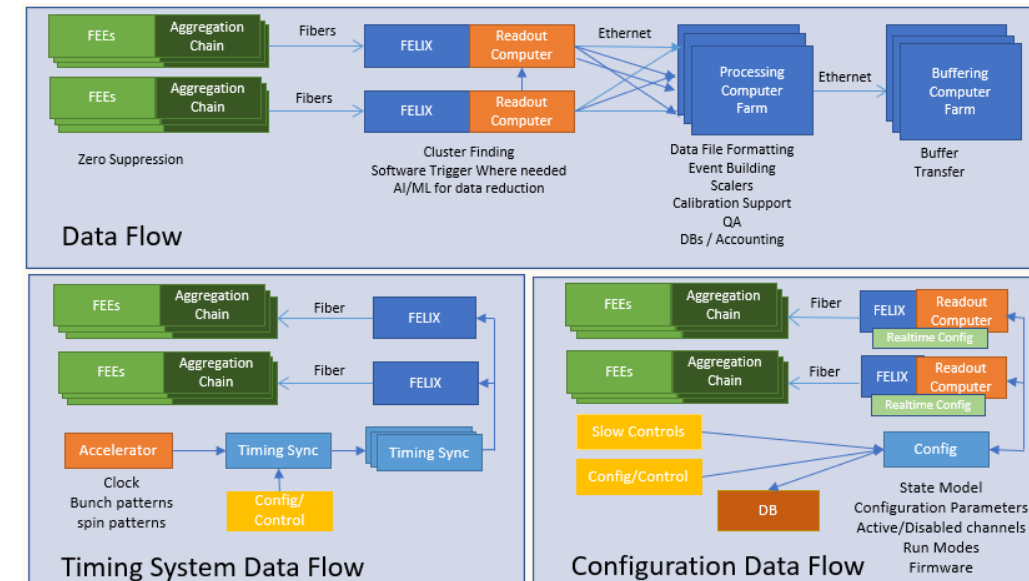 FEEs
Aggregation
Chain
Fibers
FELIX
Readout
Computer
Ethernet
Processing
Computer
Farm
Ethernet
Buffering
Computer
Farm
FEEs
Aggregation
Chain
Fibers
FELIX
Readout
Computer
Zero Suppression
Cluster Finding
Software Trigger Where needed
AI/ML for data reduction
Data File Formatting
Event Building
Scalers
Calibration Support
QA
DBs / Accounting
Buffer
Transfer
Data Flow
FEEs
Aggregation
Chain
Fiber
FELIX
FEEs
Aggregation
Chain
Fiber
FELIX
Accelerator
Timing Sync
Timing Sync
Clock
Bunch patterns
spin patterns
Config/
Control
Timing System Data Flow
FEEs
Aggregation
Chain
Fiber
FELIX
Readout
Computer
Realtime Config
FEEs
Aggregation
Chain
Fiber
FELIX
Readout
Computer
Realtime Config
Slow Controls
Config/Control
Config
DB
State Model
Configuration Parameters
Active/Disabled channels
Run Modes
Firmware
Configuration Data Flow